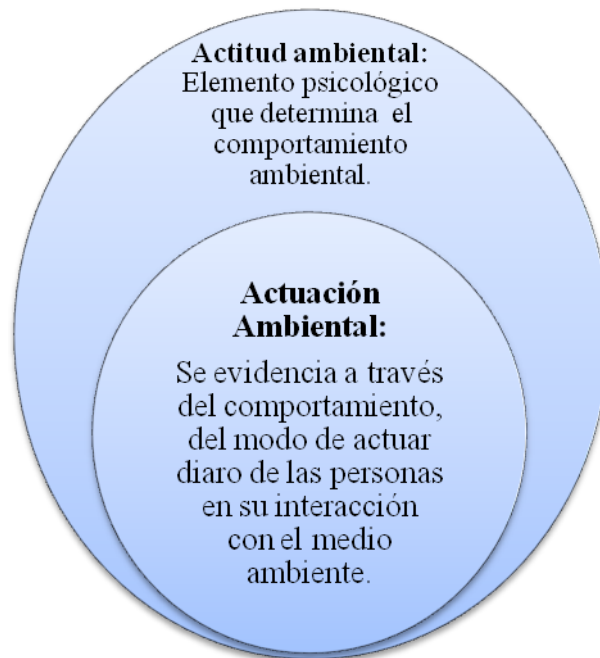 Actitud ambiental:
Elemento psicológico
que determina el
comportamiento
ambiental.
Actuación
Ambiental:
Se evidencia a través
del comportamiento,
del modo de actuar
diaro de las personas
en su interacción
con el medio
ambiente.